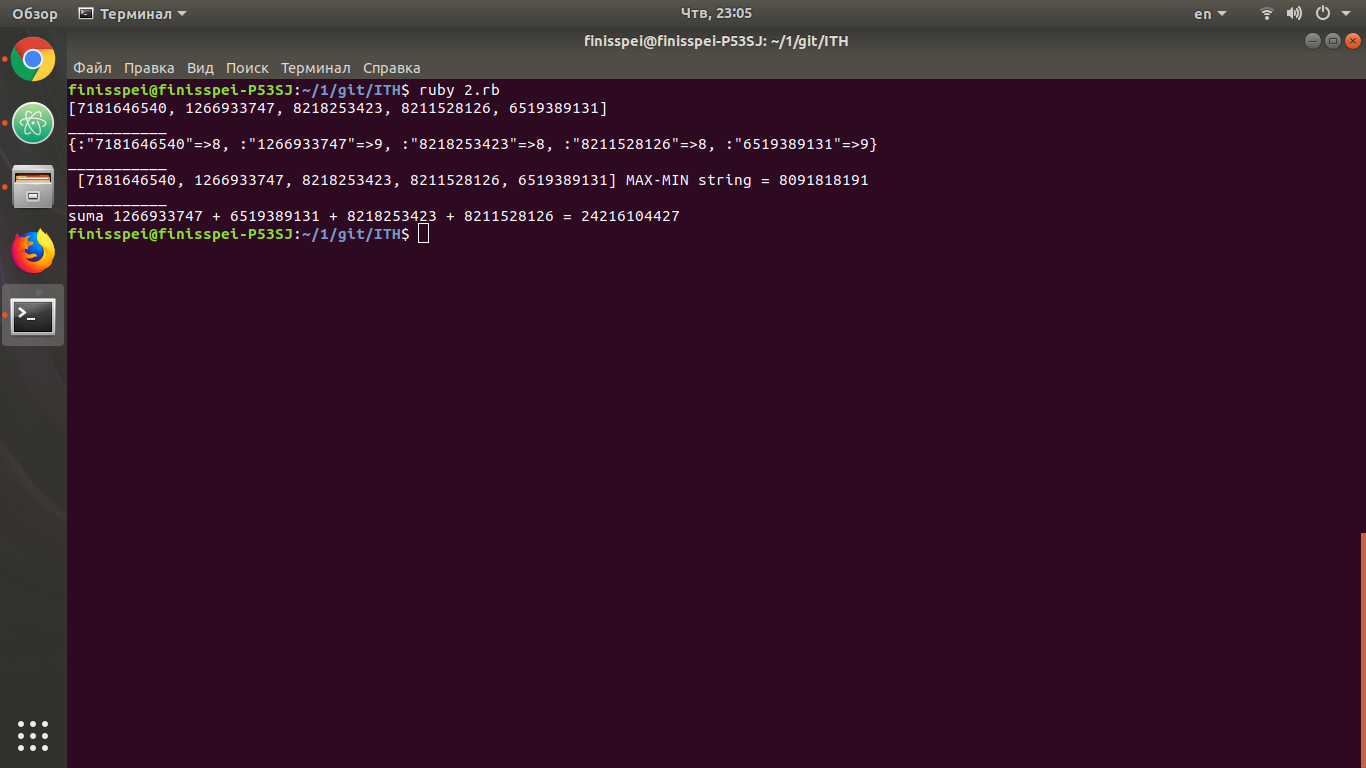 Обзор Терминал Чтв, 23:05 en
finisspei@finisspei-P53SJ: ~/1/git/ITH
Файл Правка Вид Поиск Терминал Справка
finisspei@finisspei-P53SJ:~/1/git/ITH$ ruby 2.rb
[7181646540, 1266933747, 8218253423, 8211528126, 6519389131]
___________
{:"7181646540"=>8, :"1266933747"=>9, :"8218253423"=>8, :"8211528126"=>8, :"6519389131"=>9}
___________
[7181646540, 1266933747, 8218253423, 8211528126, 6519389131] MAX-MIN string = 8091818191
___________
suma 1266933747 + 6519389131 + 8218253423 + 8211528126 = 24216104427
finisspei@finisspei-P53SJ:~/1/git/ITH$